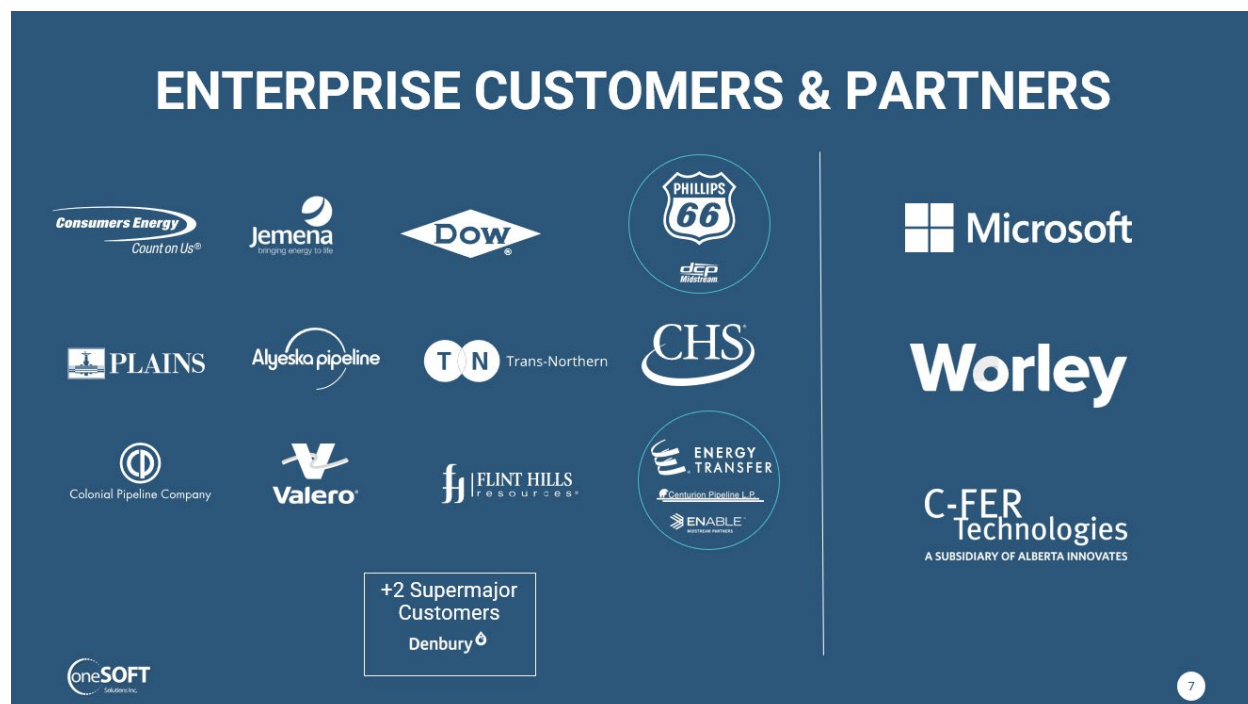 ENTERPRISE CUSTOMERS & PARTNERS
Consumers Energy
Count on Us®
Jemena
bringing energy to life
DOW®
PHILLIPS
66
dcp
Midstream
PLAINS
Alyeska pipeline
T N Trans-Northern
CHS®
Colonial Pipeline Company
Valero
FLINT HILLS
resources®
ENERGY
TRANSFER
Centurion Pipeline L.P.
ENABLE
MIDSTREAM PARTNERS
+2 Supermajor
Customers
Denbury
Microsoft
Worley
C-FER
Technologies
A SUBSIDIARY OF ALBERTA INNOVATES
oneSOFT
Solutions Inc.
7